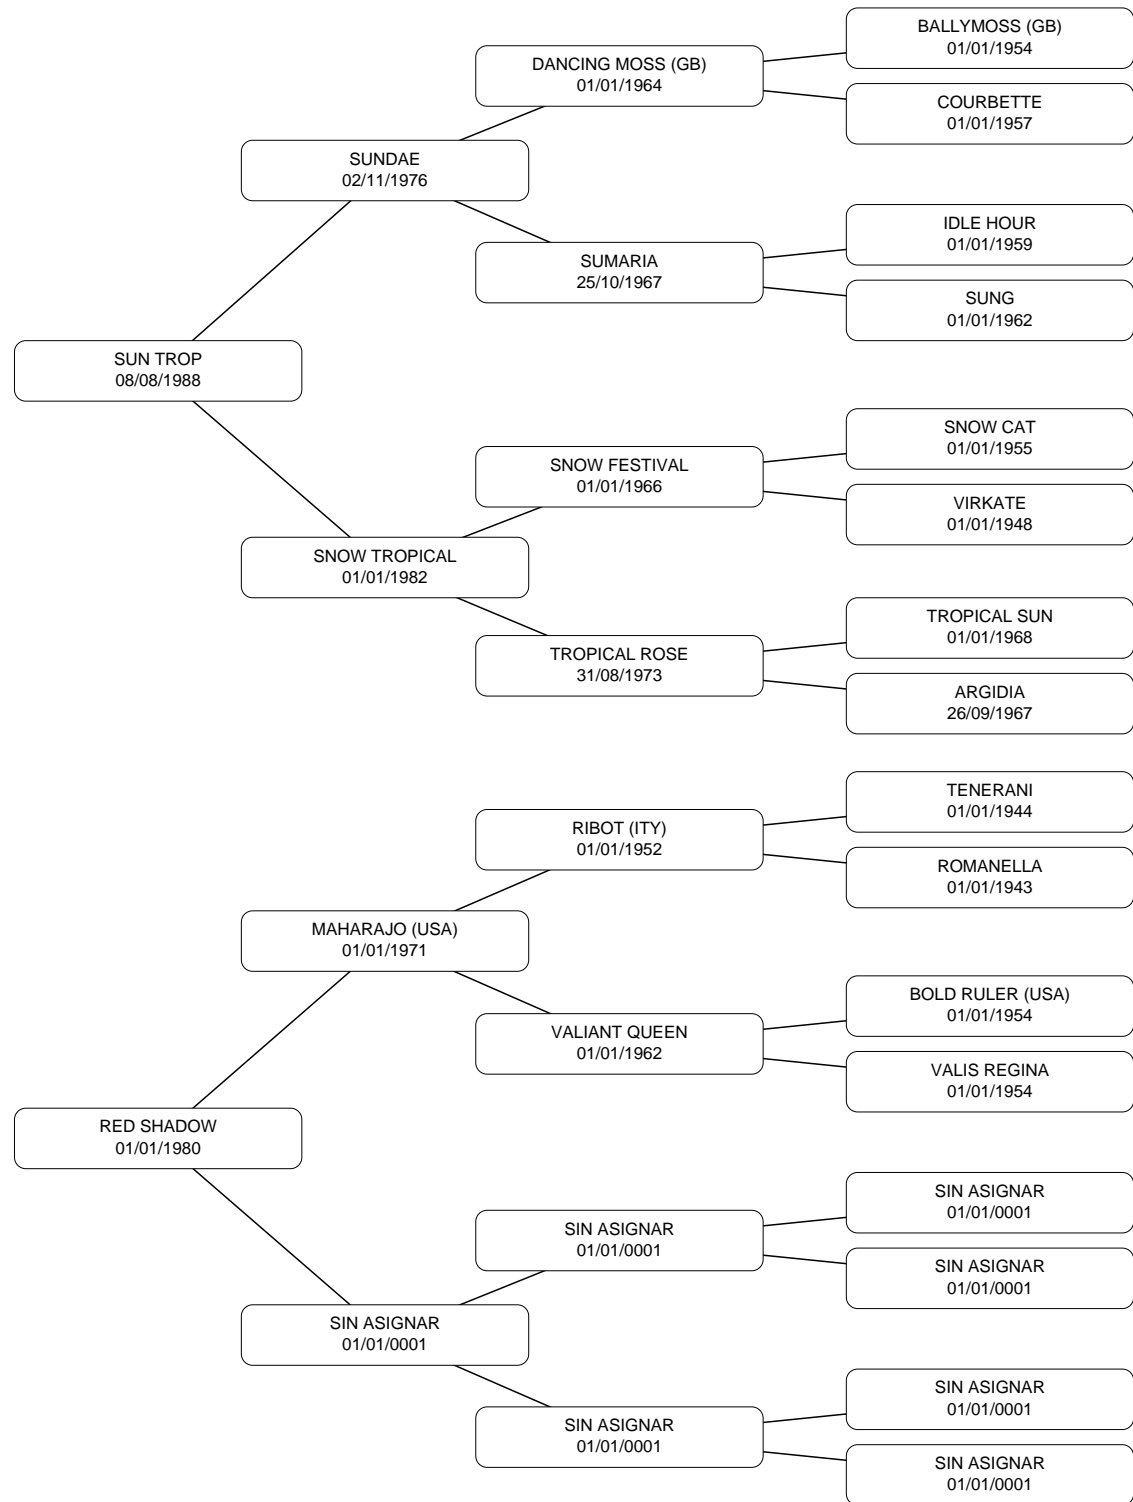 BALLYMOSS (GB)
01/01/1954
DANCING MOSS (GB)
01/01/1964
COURBETTE
01/01/1957
SUNDAE
02/11/1976
IDLE HOUR
01/01/1959
SUMARIA
25/10/1967
SUNG
01/01/1962
SUN TROP
08/08/1988
SNOW CAT
01/01/1955
SNOW FESTIVAL
01/01/1966
VIRKATE
01/01/1948
SNOW TROPICAL
01/01/1982
TROPICAL SUN
01/01/1968
TROPICAL ROSE
31/08/1973
ARGIDIA
26/09/1967
TENERANI
01/01/1944
RIBOT (ITY)
01/01/1952
ROMANELLA
01/01/1943
MAHARAJO (USA)
01/01/1971
BOLD RULER (USA)
01/01/1954
VALIANT QUEEN
01/01/1962
VALIS REGINA
01/01/1954
RED SHADOW
01/01/1980
SIN ASIGNAR
01/01/0001
SIN ASIGNAR
01/01/0001
SIN ASIGNAR
01/01/0001
SIN ASIGNAR
01/01/0001
SIN ASIGNAR
01/01/0001
SIN ASIGNAR
01/01/0001
SIN ASIGNAR
01/01/0001